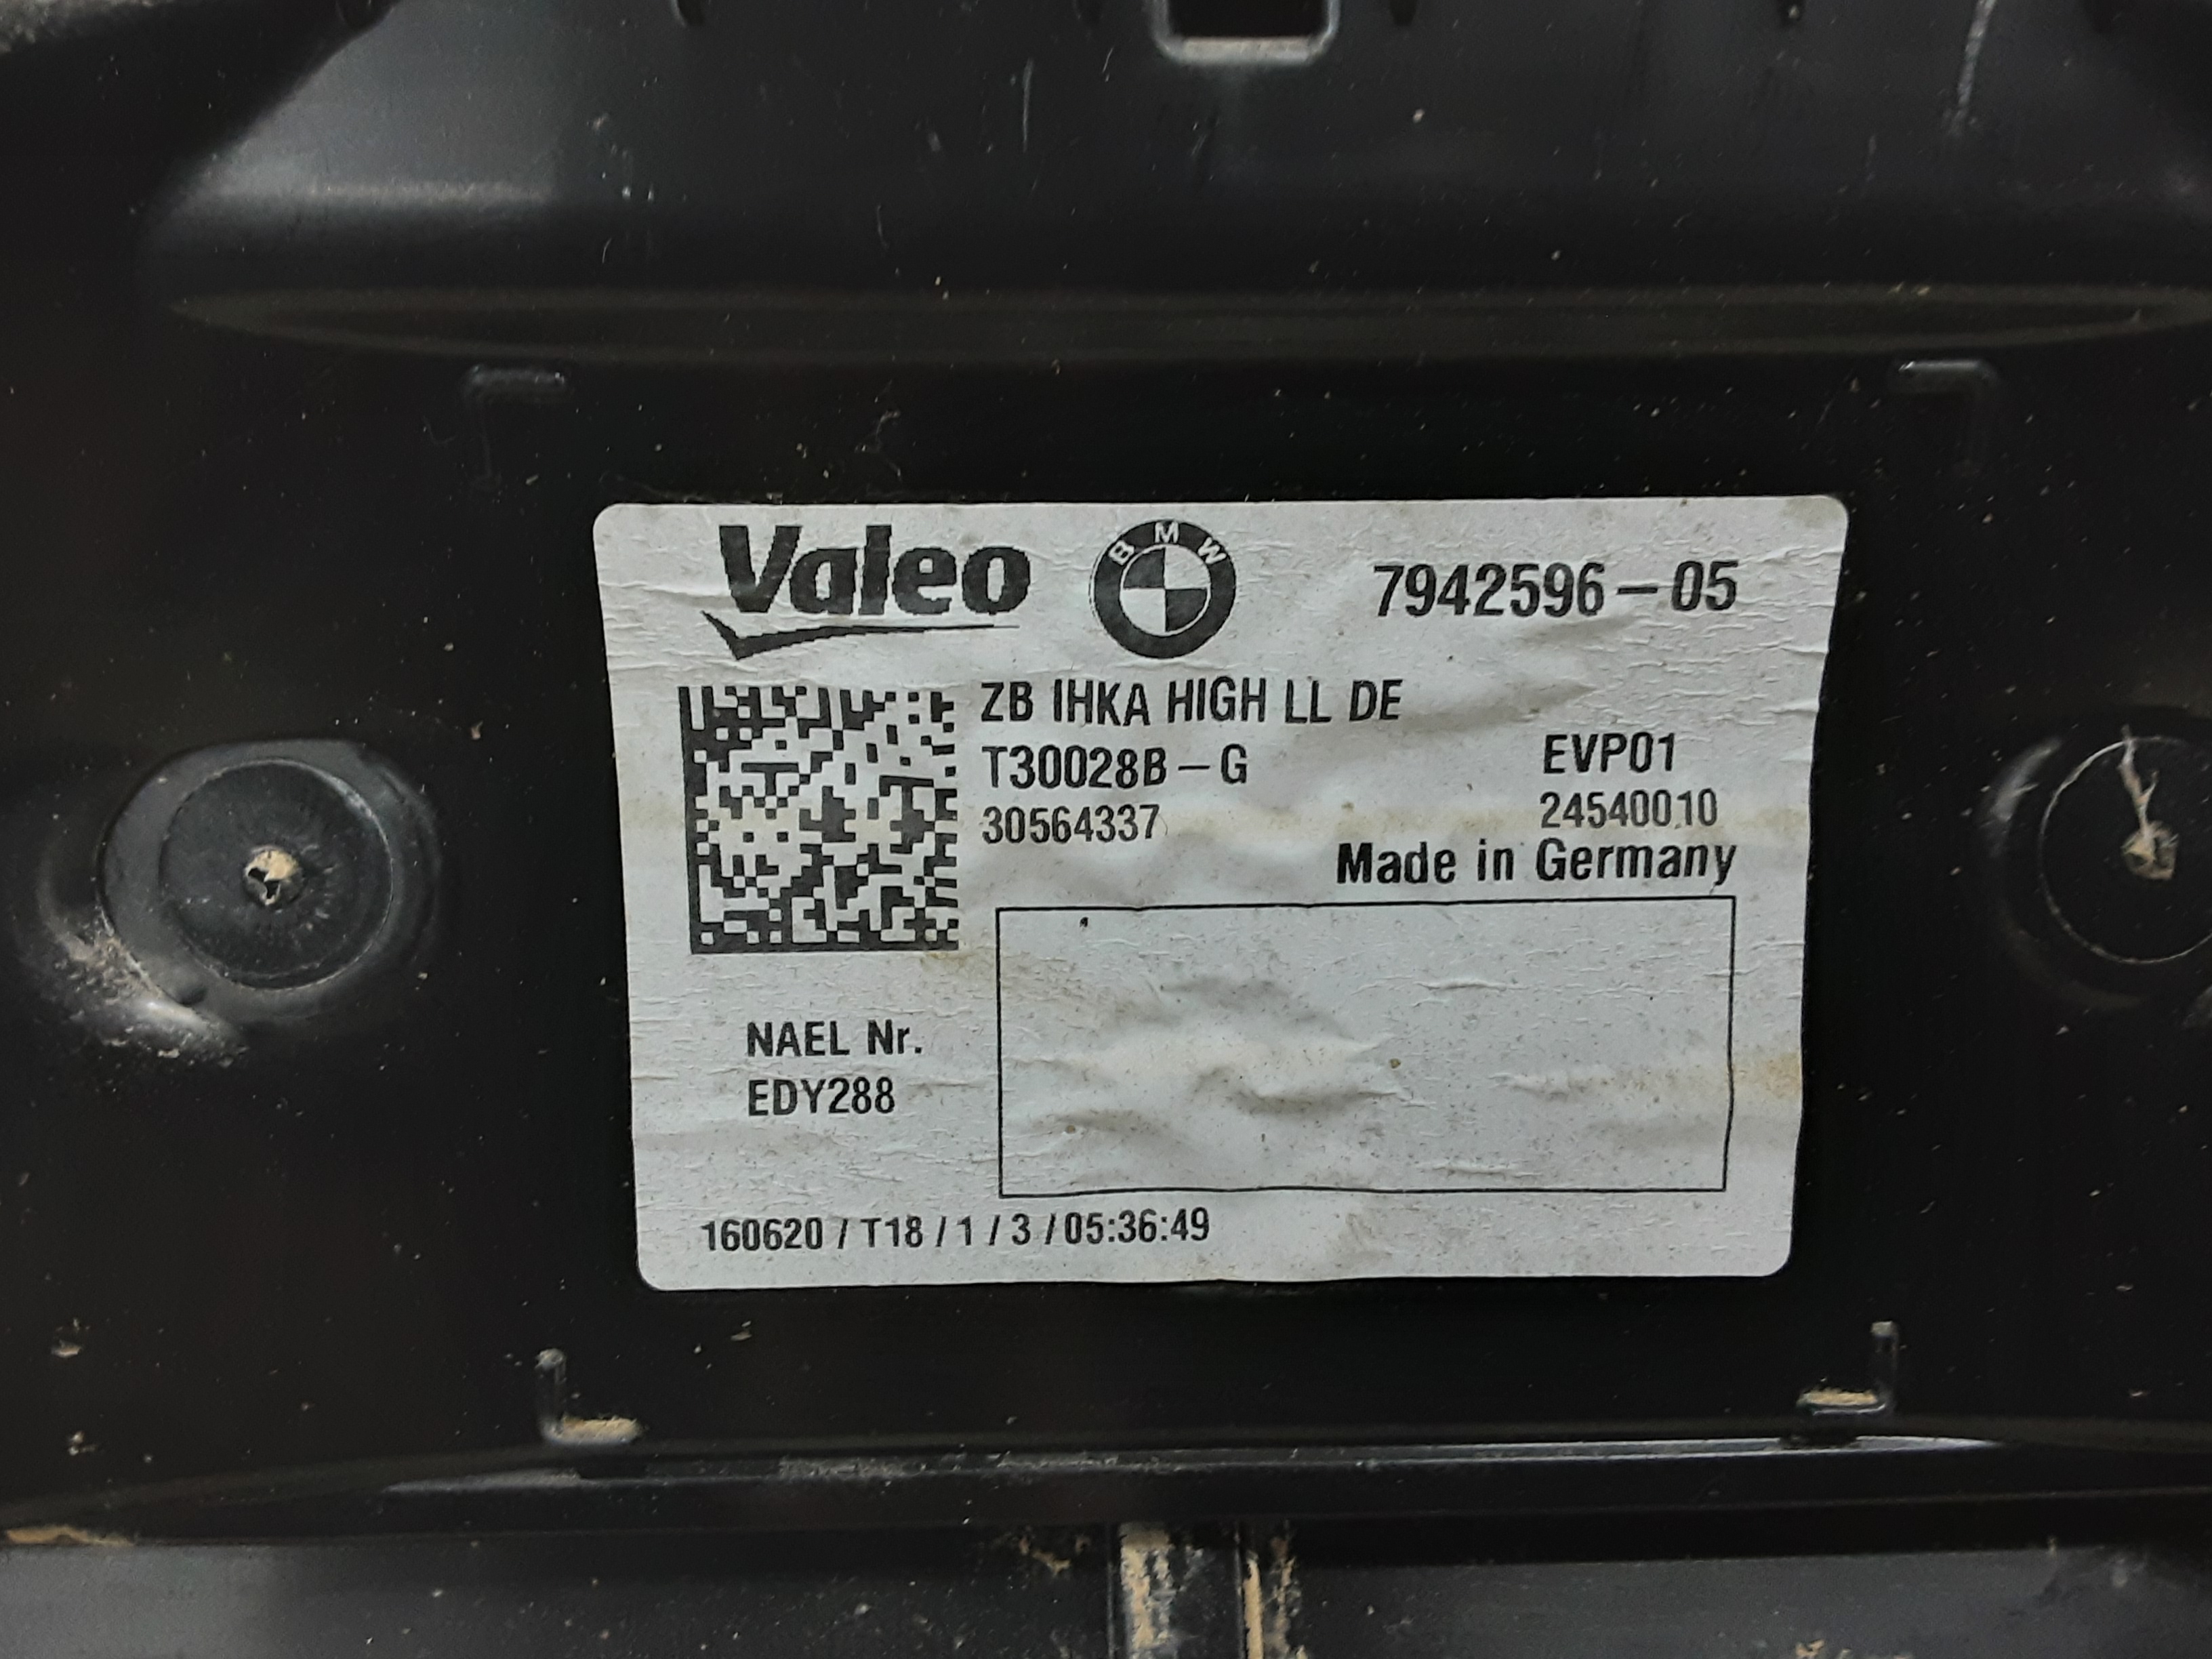 Valeo BMW 7942596-05
ZB IHKA HIGH LL DE
T30028B-G EVP01
30564337 24540010
Made in Germany
NAEL Nr.
EDY288
160620/T18/1/3/05:36:49